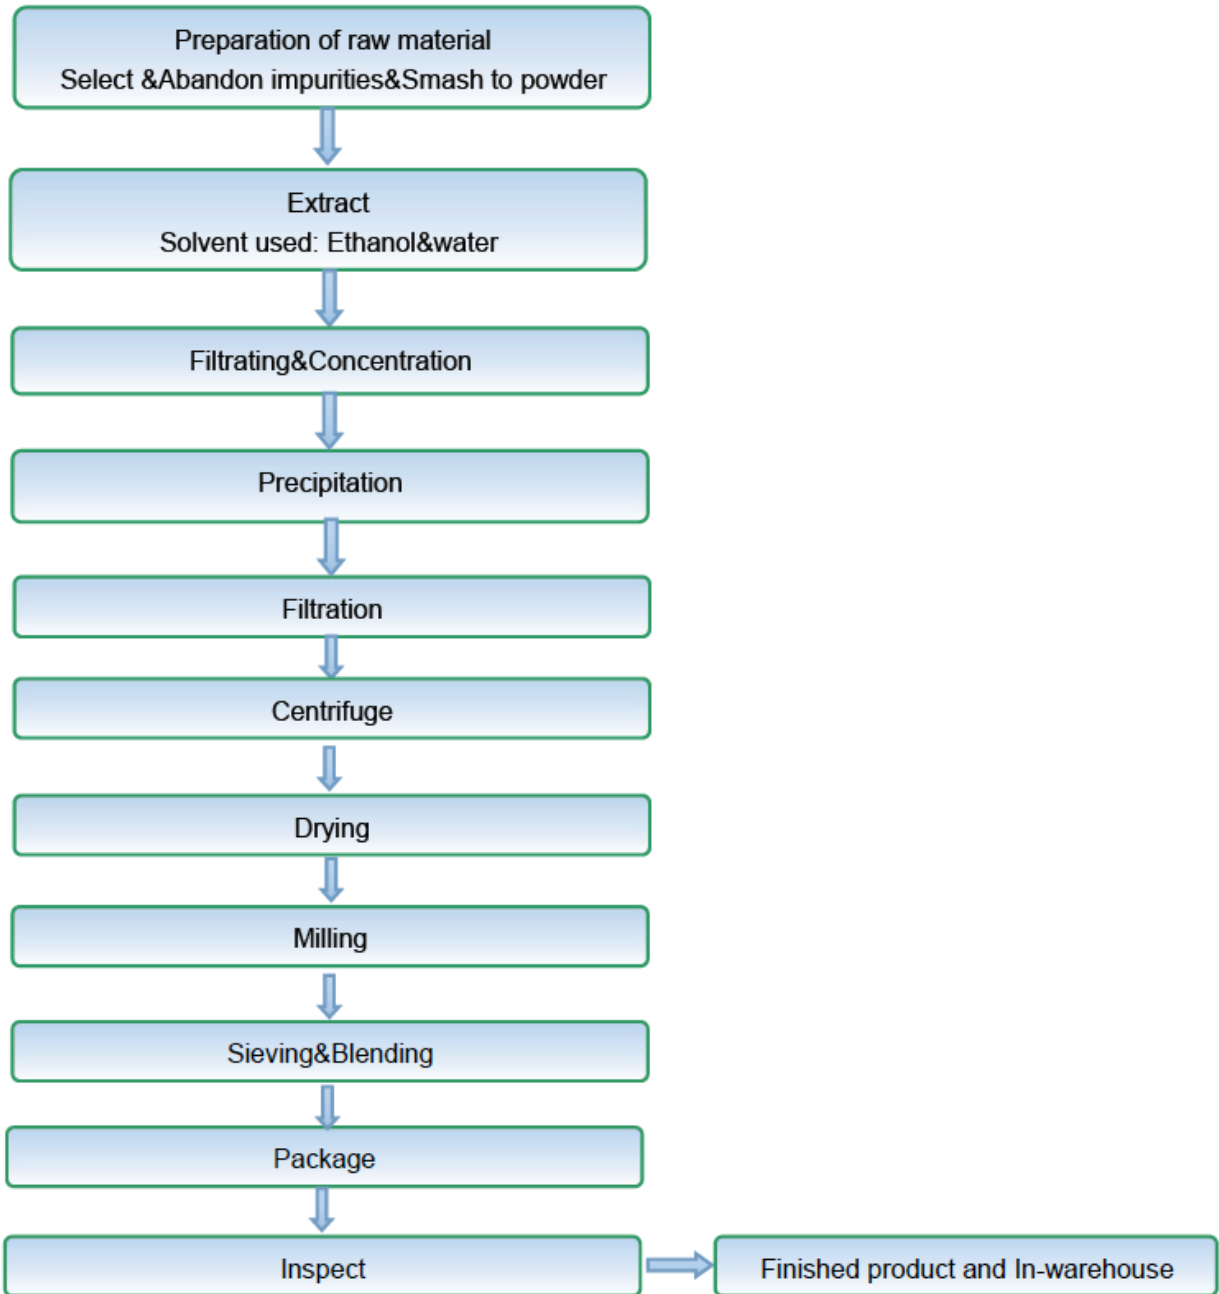 Preparation of raw material
Select &Abandon impurities&Smash to powder
Extract
Solvent used: Ethanol&water
Filtrating&Concentration
Precipitation
Filtration
Centrifuge
Drying
Milling
Sieving&Blending
Package
Inspect
Finished product and In-warehouse